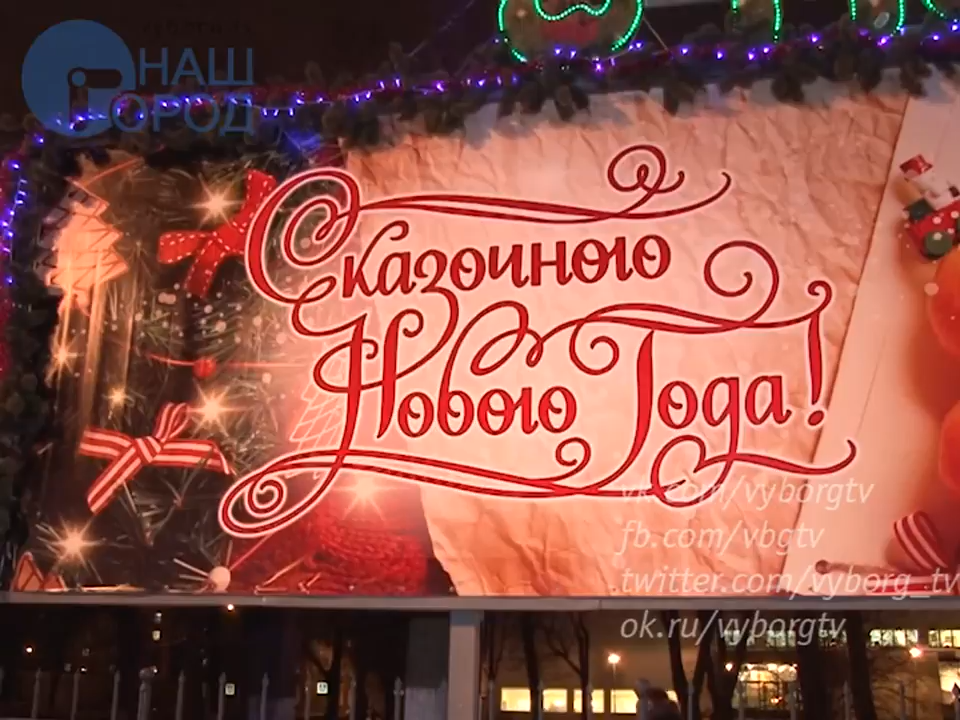 НАШ
ГОРОД
Сказочного
Нового Года!
vk.com/vyborgtv
fb.com/vbgtv
twitter.com/vyborg_tv
ok.ru/vyborgtv